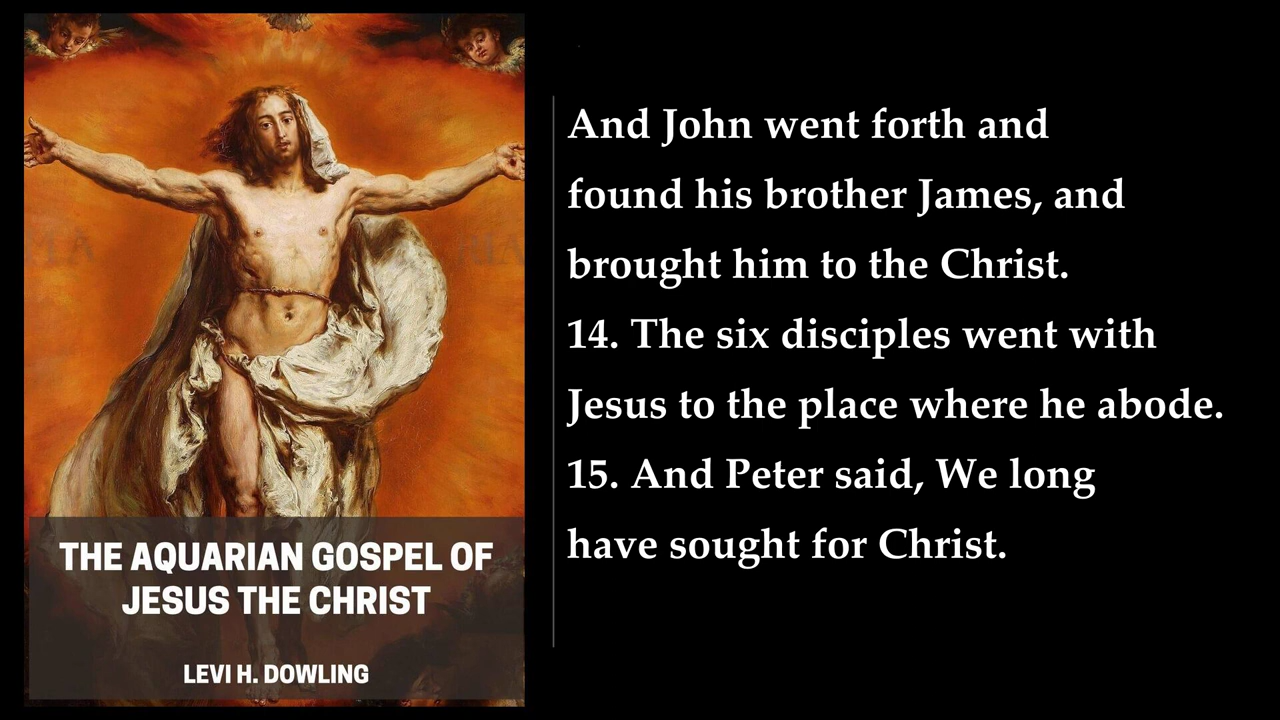 THE AQUARIAN GOSPEL OF
JESUS THE CHRIST
LEVI H. DOWLING
And John went forth and
found his brother James, and
brought him to the Christ.
14. The six disciples went with
Jesus to the place where he abode.
15. And Peter said, We long
have sought for Christ.